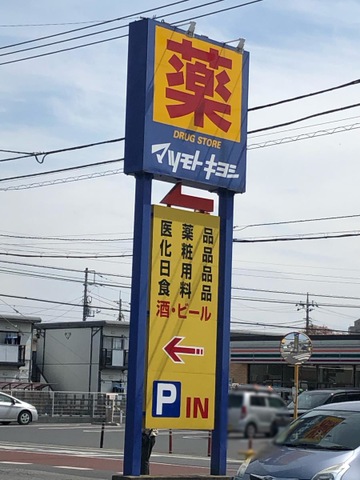 薬
DRUG STORE
マツモトキヨシ
医薬品
化粧品
日用品
食料品
酒・ビール
P IN